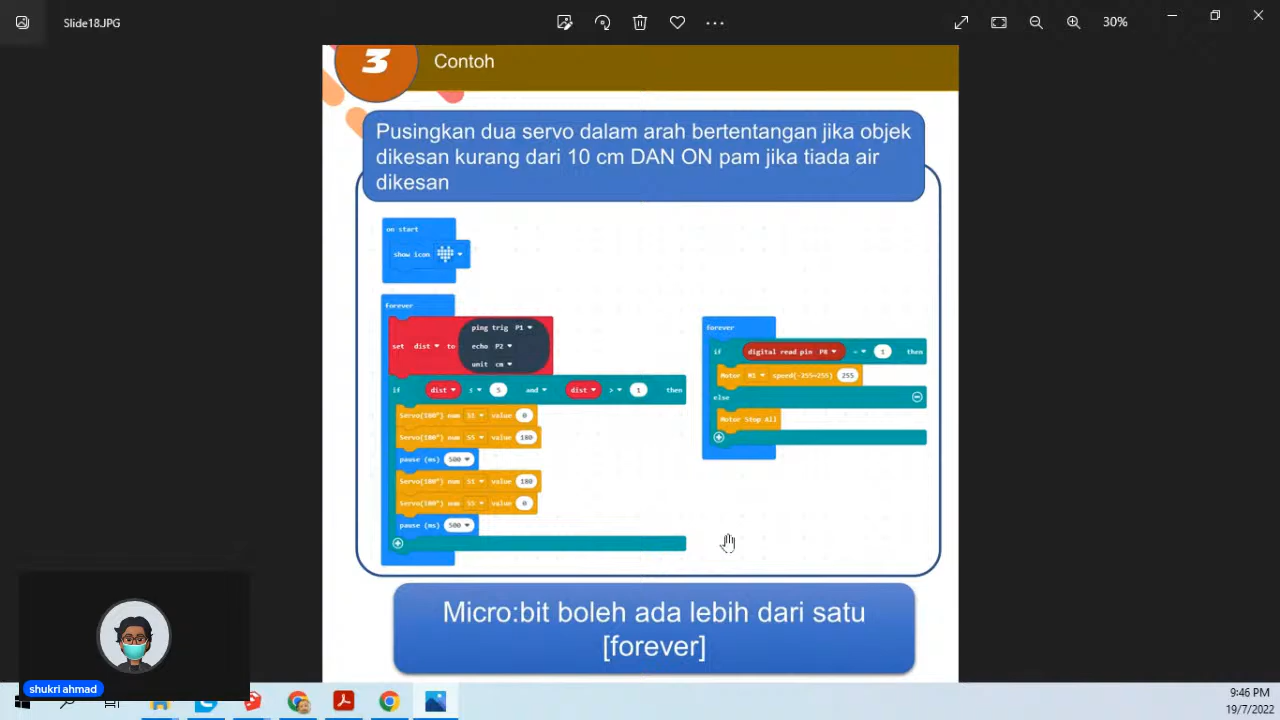 Slide18.JPG
30%
3
Contoh
Pusingkan dua servo dalam arah bertentangan jika objek
dikesan kurang dari 10 cm DAN ON pam jika tiada air
dikesan
on start
show icon
forever
set dist to
ping trig P1
echo P2
unit cm
if dist ≤ 5 and dist > 1 then
Servo(180°) num S1 value 0
Servo(180°) num S5 value 180
pause (ms) 500
Servo(180°) num S1 value 180
Servo(180°) num S5 value 0
pause (ms) 500
forever
if digital read pin P8 = 1 then
Motor M1 speed(-255~255) 255
else
Motor Stop All
Micro:bit boleh ada lebih dari satu
[forever]
shukri ahmad
9:46 PM
19/7/2022